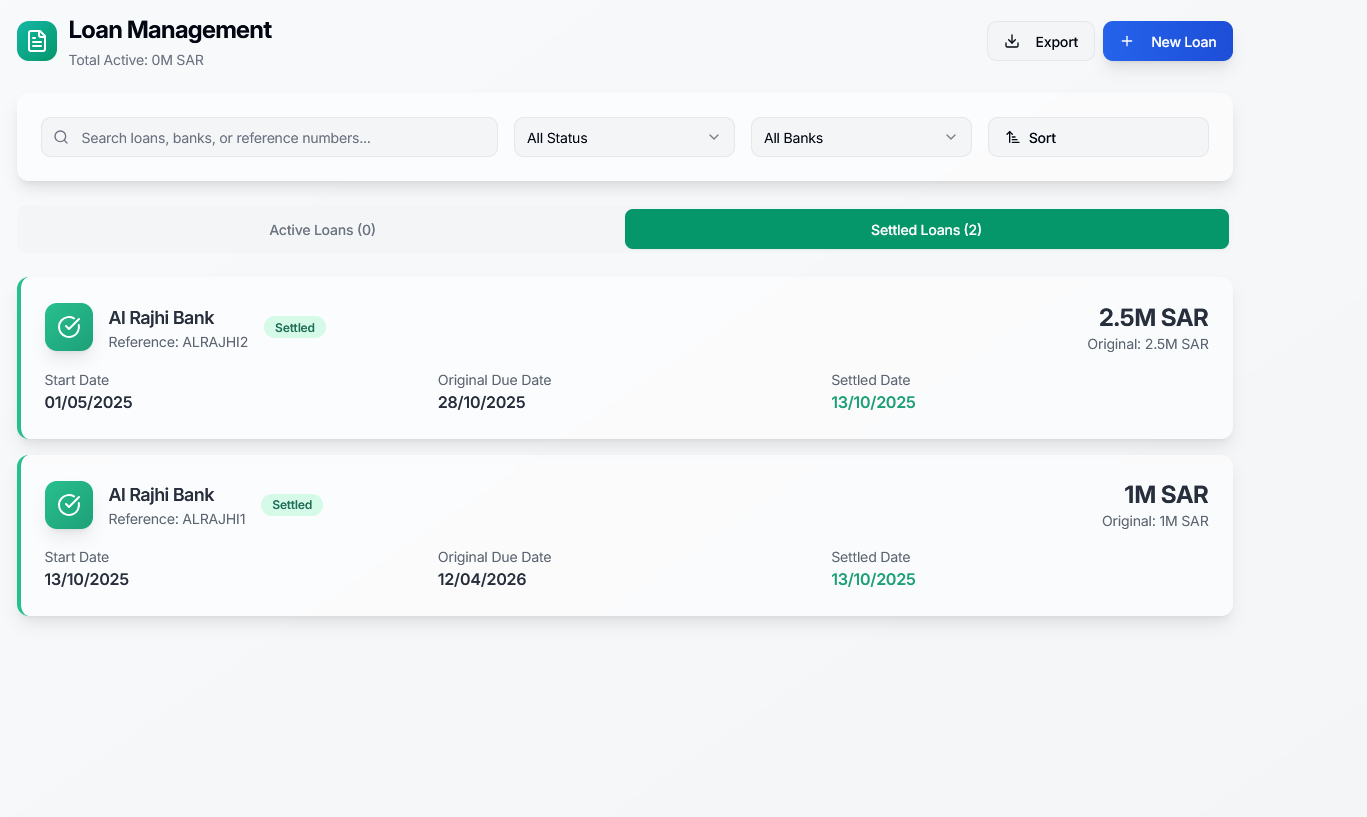 Loan Management
Total Active: 0M SAR
Export
New Loan
Search loans, banks, or reference numbers...
All Status
All Banks
Sort
Active Loans (0)
Settled Loans (2)
Al Rajhi Bank
Reference: ALRAJHI2
Settled
2.5M SAR
Original: 2.5M SAR
Start Date
01/05/2025
Original Due Date
28/10/2025
Settled Date
13/10/2025
Al Rajhi Bank
Reference: ALRAJHI1
Settled
1M SAR
Original: 1M SAR
Start Date
13/10/2025
Original Due Date
12/04/2026
Settled Date
13/10/2025